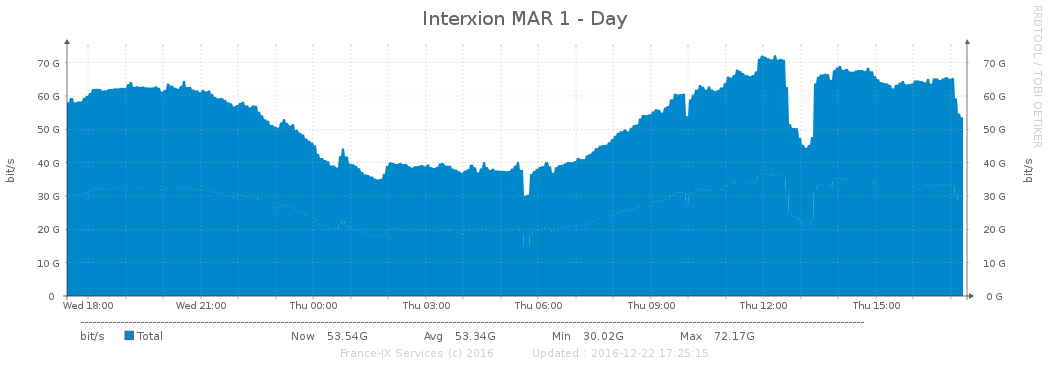 Interxion MAR 1 - Day
RRDTOOL / TOBI OETIKER
bit/s
bit/s
70 G 70 G
60 G 60 G
50 G 50 G
40 G 40 G
30 G 30 G
20 G 20 G
10 G 10 G
0 0 G
Wed 18:00 Wed 21:00 Thu 00:00 Thu 03:00 Thu 06:00 Thu 09:00 Thu 12:00 Thu 15:00
bit/s Total Now 53.54G Avg 53.34G Min 30.02G Max 72.17G
France-IX Services (c) 2016 Updated : 2016-12-22 17:25:15